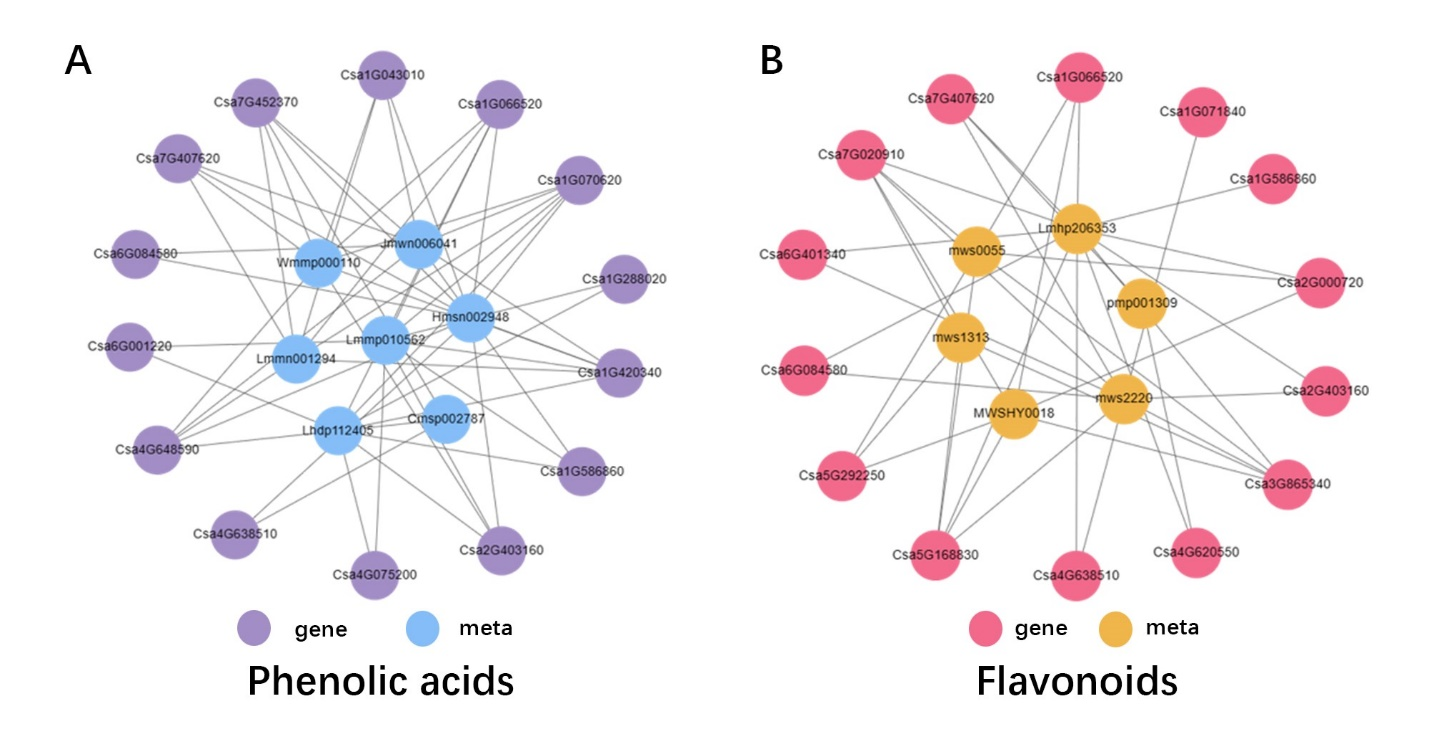 A
Csa1G043010
Csa7G452370
Csa1G066520
Csa7G407620
Csa1G070620
Csa6G084580
Jmwn006041
Wmmp000110
Csa1G288020
Hmsn002948
Csa6G001220
Lmmp010562
Lmmn001294
Csa1G420340
Cmsp002787
Lhdp112405
Csa4G648590
Csa1G586860
Csa4G638510
Csa2G403160
Csa4G075200
gene meta
Phenolic acids
B
Csa1G066520
Csa7G407620
Csa1G071840
Csa7G020910
Csa1G586860
Lmhp206353
mws0055
Csa6G401340
Csa2G000720
pmp001309
mws1313
Csa6G084580
Csa2G403160
mws2220
MWSHY0018
Csa5G292250
Csa3G865340
Csa5G168830
Csa4G620550
Csa4G638510
gene meta
Flavonoids